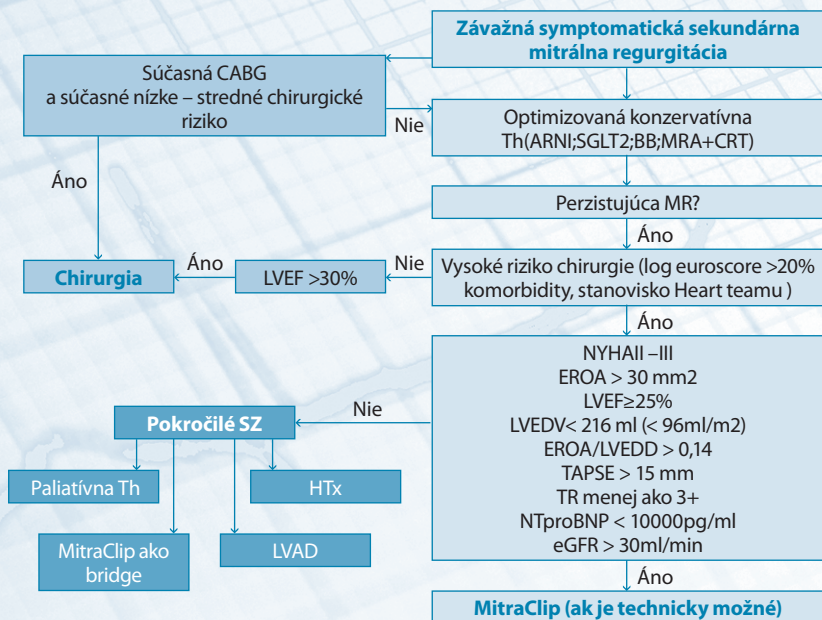 Závažná symptomatická sekundárna
mitrálna regurgitácia
Súčasná CABG
a súčasné nízke – stredné chirurgické
riziko
Nie
Optimizovaná konzervatívna
Th(ARNI;SGLT2;BB;MRA+CRT)
Áno
Perzistujúca MR?
Áno
Chirurgia
Áno
LVEF >30%
Nie
Vysoké riziko chirurgie (log euroscore >20%
komorbidity, stanovisko Heart teamu )
Áno
NYHAII –III
EROA > 30 mm2
LVEF≥25%
LVEDV< 216 ml (< 96ml/m2)
EROA/LVEDD > 0,14
TAPSE > 15 mm
TR menej ako 3+
NTproBNP < 10000pg/ml
eGFR > 30ml/min
Nie
Pokročilé SZ
Paliatívna Th
HTx
MitraClip ako
bridge
LVAD
Áno
MitraClip (ak je technicky možné)